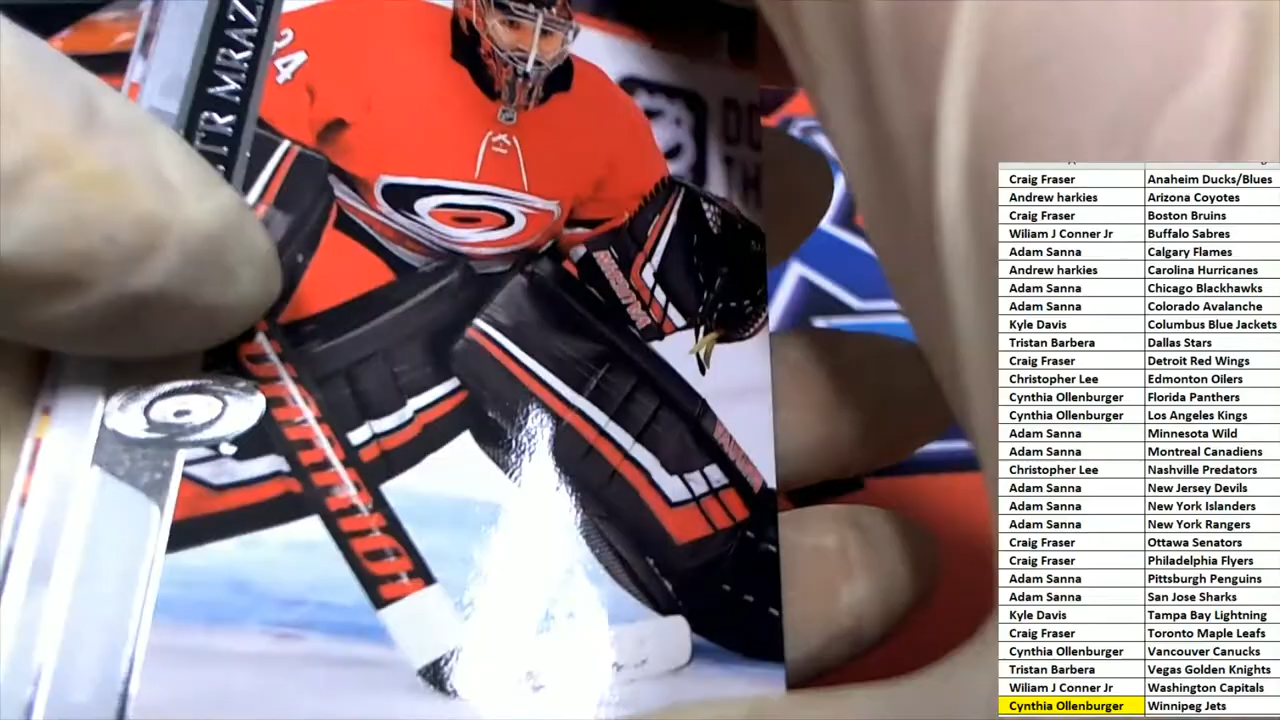 TR MRAZ
34
WARRIOR
Craig Fraser Anaheim Ducks/Blues
Andrew harkies Arizona Coyotes
Craig Fraser Boston Bruins
Wiliam J Conner Jr Buffalo Sabres
Adam Sanna Calgary Flames
Andrew harkies Carolina Hurricanes
Adam Sanna Chicago Blackhawks
Adam Sanna Colorado Avalanche
Kyle Davis Columbus Blue Jackets
Tristan Barbera Dallas Stars
Craig Fraser Detroit Red Wings
Christopher Lee Edmonton Oilers
Cynthia Ollenburger Florida Panthers
Cynthia Ollenburger Los Angeles Kings
Adam Sanna Minnesota Wild
Adam Sanna Montreal Canadiens
Christopher Lee Nashville Predators
Adam Sanna New Jersey Devils
Adam Sanna New York Islanders
Adam Sanna New York Rangers
Craig Fraser Ottawa Senators
Craig Fraser Philadelphia Flyers
Adam Sanna Pittsburgh Penguins
Adam Sanna San Jose Sharks
Kyle Davis Tampa Bay Lightning
Craig Fraser Toronto Maple Leafs
Cynthia Ollenburger Vancouver Canucks
Tristan Barbera Vegas Golden Knights
Wiliam J Conner Jr Washington Capitals
Cynthia Ollenburger Winnipeg Jets